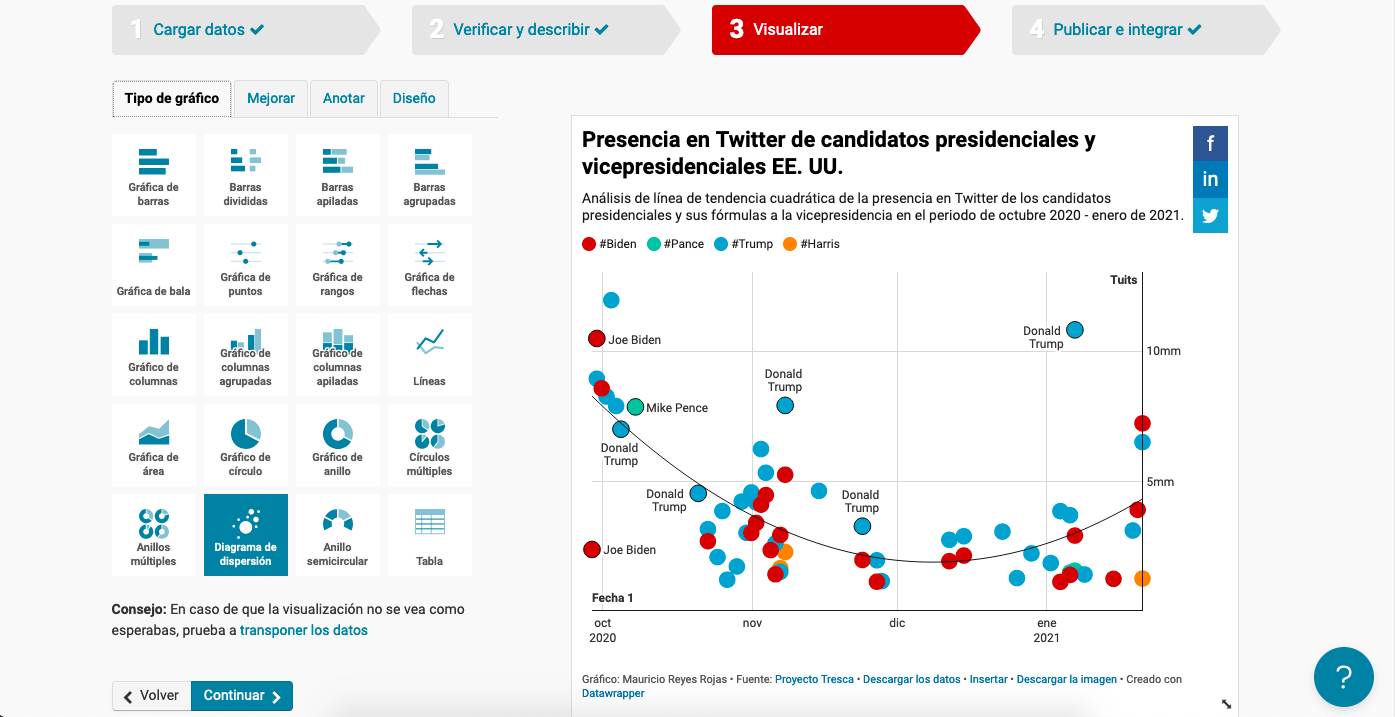 1 Cargar datos
2 Verificar y describir
3 Visualizar
4 Publicar e integrar
Tipo de gráfico
Mejorar
Anotar
Diseño
Gráfica de
barras
Barras
divididas
Barras
apiladas
Barras
agrupadas
Gráfica de bala
Gráfica de
puntos
Gráfica de
rangos
Gráfica de
flechas
Gráfico de
columnas
Gráfico de
columnas
agrupadas
Gráfico de
columnas
apiladas
Líneas
Gráfica de
área
Gráfico de
círculo
Gráfico de
anillo
Círculos
múltiples
Anillos
múltiples
Diagrama de
dispersión
Anillo
semicircular
Tabla
Consejo: En caso de que la visualización no se vea como
esperabas, prueba a transponer los datos
Volver
Continuar
Presencia en Twitter de candidatos presidenciales y
vicepresidenciales EE. UU.
f
in
Análisis de línea de tendencia cuadrática de la presencia en Twitter de los candidatos
presidenciales y sus fórmulas a la vicepresidencia en el periodo de octubre 2020 - enero de 2021.
#Biden #Pance #Trump #Harris
Tuits
Donald
Trump
Joe Biden
10mm
Donald
Trump
Mike Pence
Donald
Trump
5mm
Donald
Trump
Donald
Trump
Joe Biden
Fecha 1
oct
2020
nov
dic
ene
2021
Gráfico: Mauricio Reyes Rojas • Fuente: Proyecto Tresca • Descargar los datos • Insertar • Descargar la imagen • Creado con
Datawrapper
?